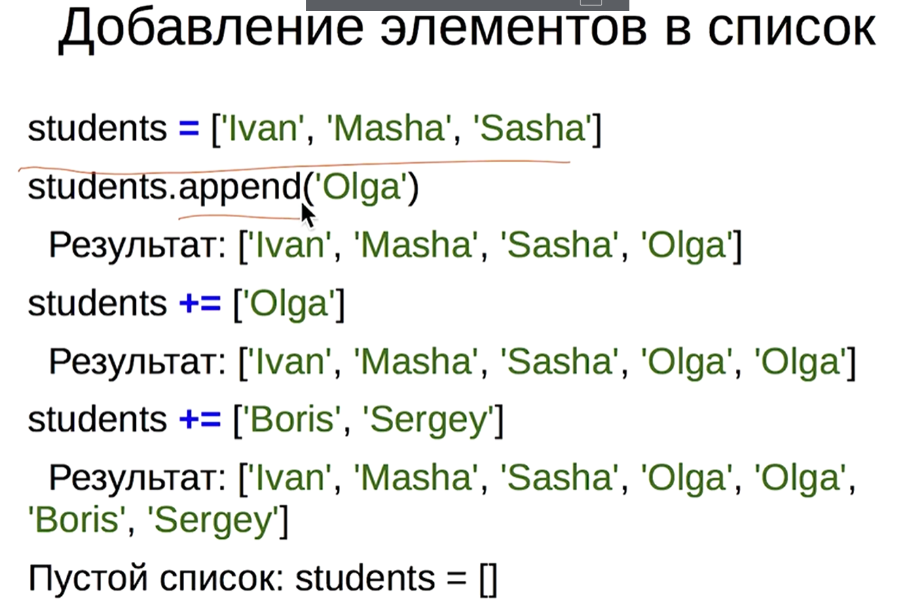 Добавление элементов в список
students = ['Ivan', 'Masha', 'Sasha']
students.append('Olga')
Результат: ['Ivan', 'Masha', 'Sasha', 'Olga']
students += ['Olga']
Результат: ['Ivan', 'Masha', 'Sasha', 'Olga', 'Olga']
students += ['Boris', 'Sergey']
Результат: ['Ivan', 'Masha', 'Sasha', 'Olga', 'Olga',
'Boris', 'Sergey']
Пустой список: students = []